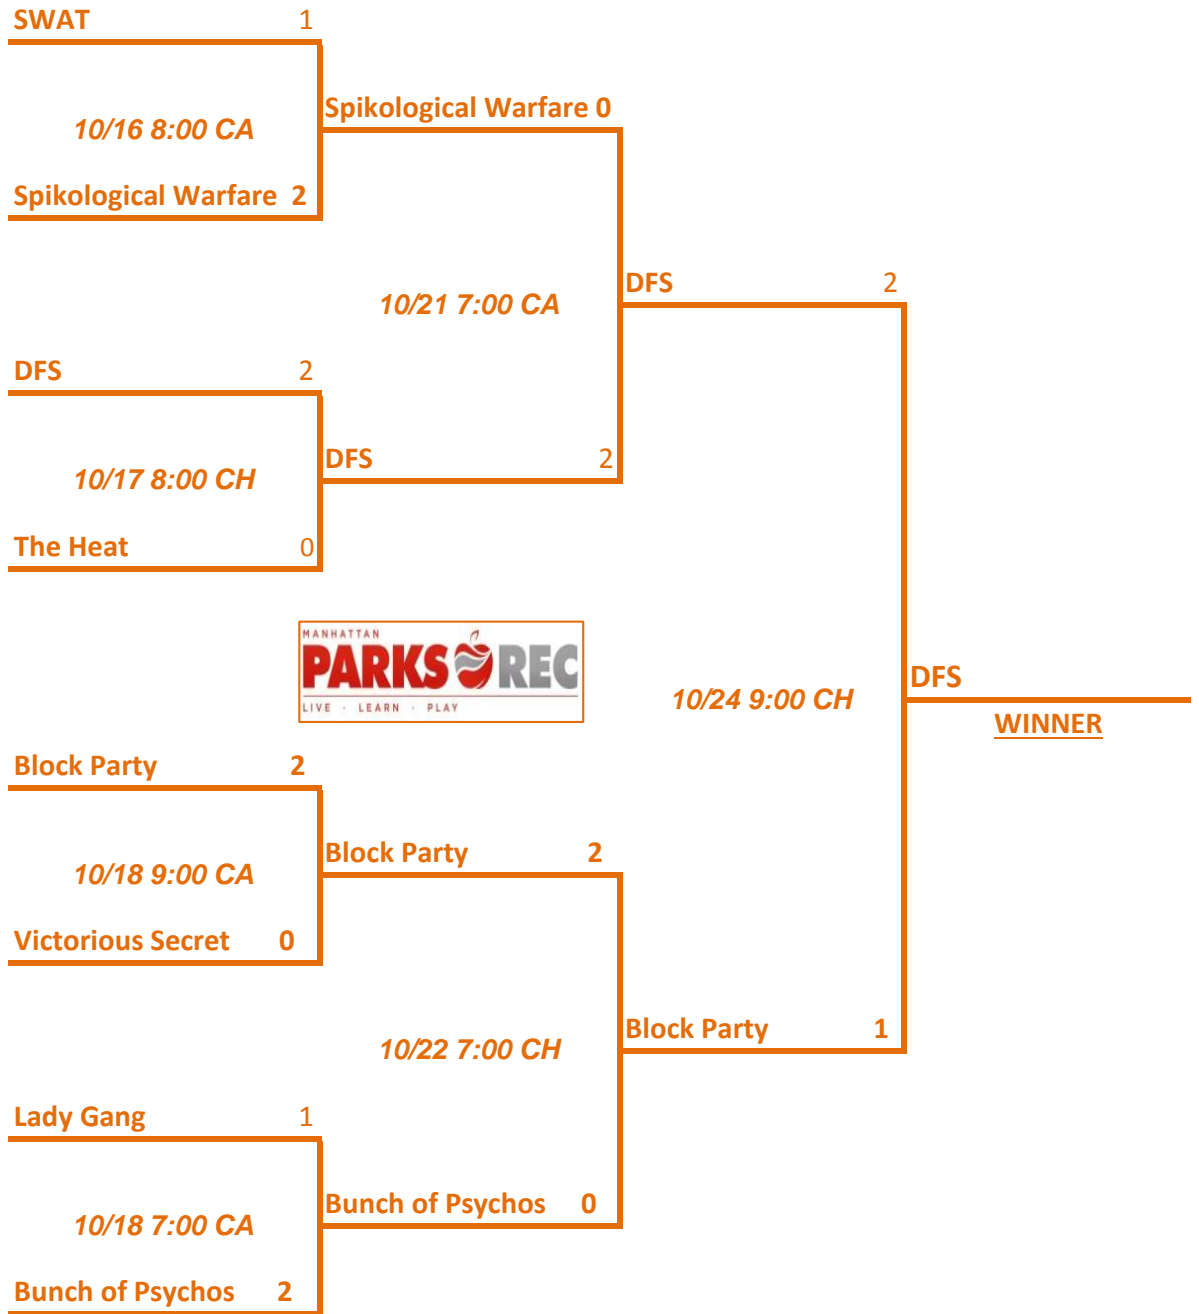 SWAT 1
10/16 8:00 CA
Spikological Warfare 2
Spikological Warfare 0
10/21 7:00 CA
DFS 2
10/17 8:00 CH
The Heat 0
DFS 2
DFS 2
MANHATTAN
PARKS REC
LIVE · LEARN · PLAY
10/24 9:00 CH
DFS
WINNER
Block Party 2
10/18 9:00 CA
Victorious Secret 0
Block Party 2
10/22 7:00 CH
Block Party 1
Lady Gang 1
10/18 7:00 CA
Bunch of Psychos 2
Bunch of Psychos 0